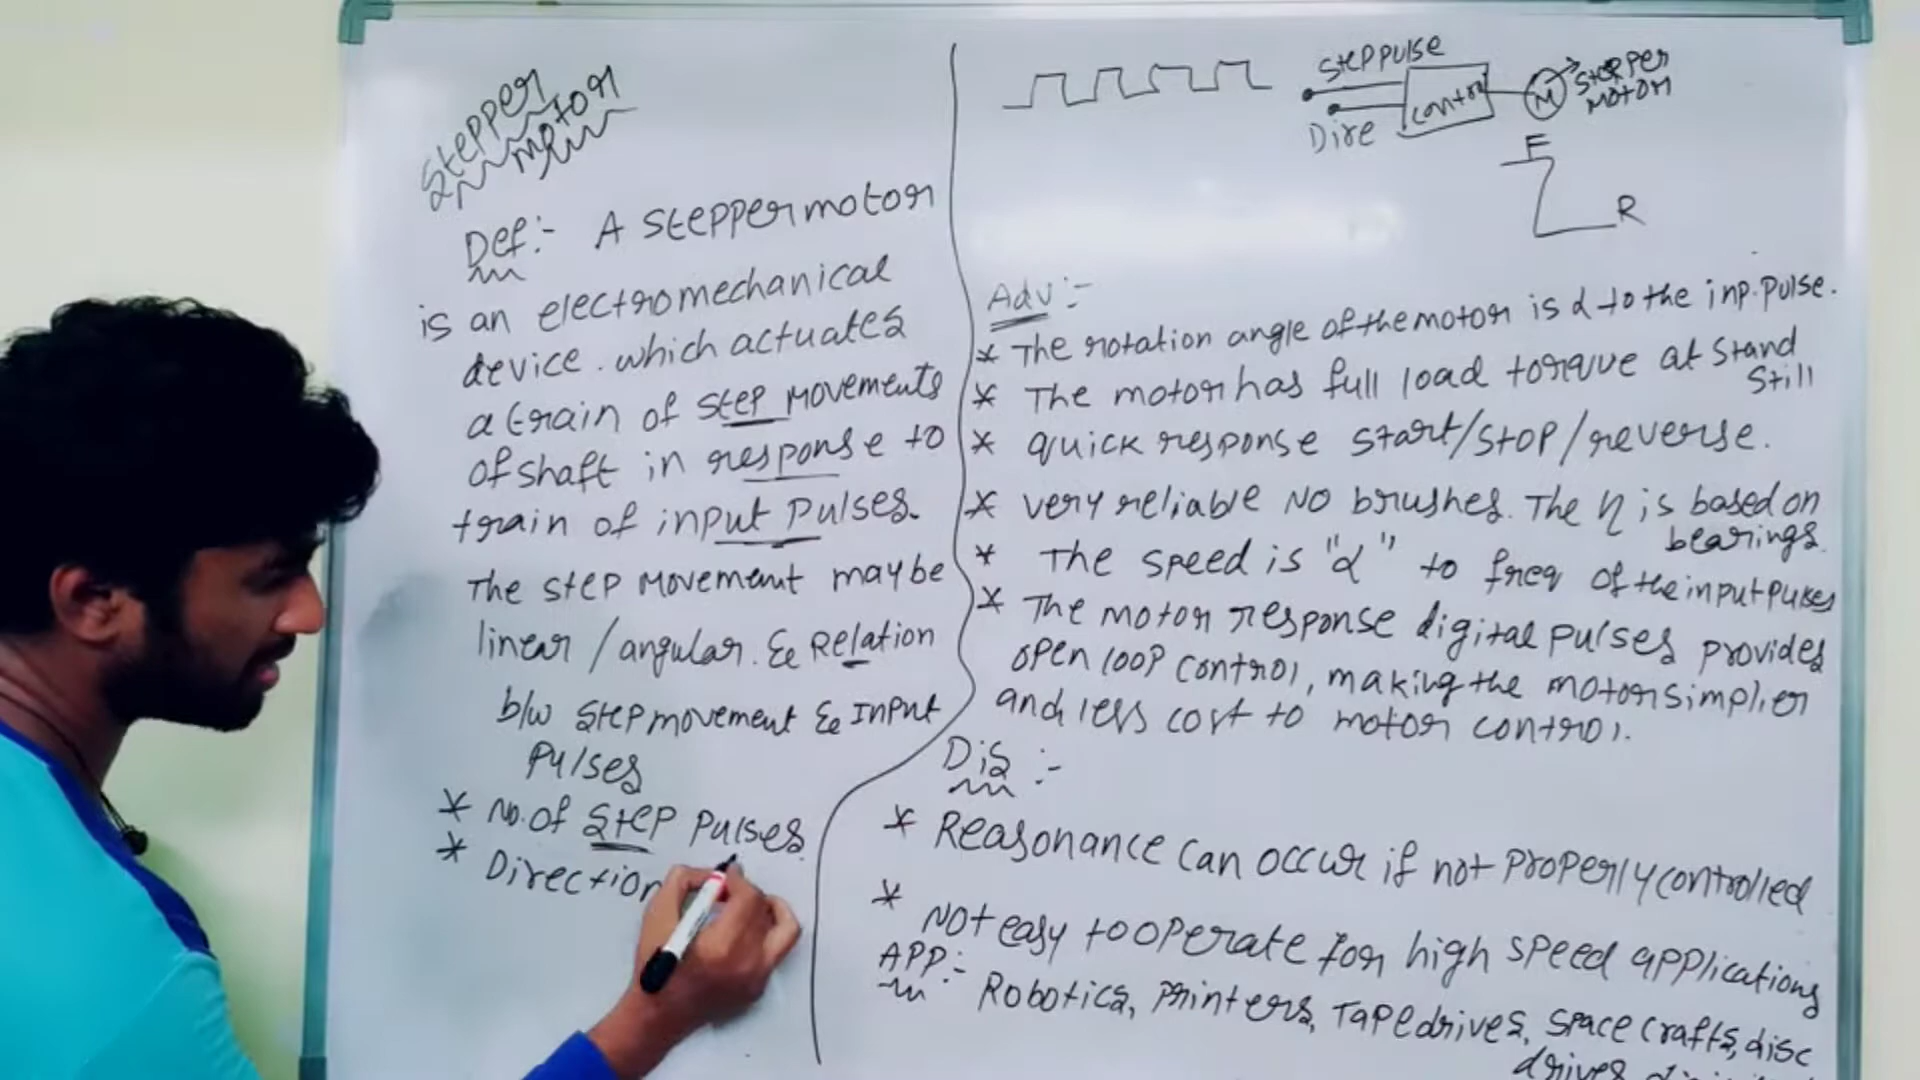 Stepper
motor
Def:- A steppermotor
is an electromechanical
device. which actuates
a train of step movements
of shaft in response to
train of input pulses.
The step movement maybe
linear / angular. & Relation
b/w step movement & Input
Pulses
* No. of step pulses.
* Direction
step pulse
Dire
control
M
stepper
motor
F
R
Adv :-
* The rotation angle of the motor is α to the inp. pulse.
* The motor has full load torque at stand
still
* quick response start/stop/reverse.
* very reliable NO brushes. The η is based on
bearings.
* The speed is "α" to freq of the input pulses
* The motor response digital pulses provides
open loop control, making the motor simplier
and less cost to motor control.
Dis :-
* Reasonance can occur if not properly controlled
* Not easy to operate for high speed applications
APP:- Robotics, printers, Tapedrives, space crafts, disc
drives